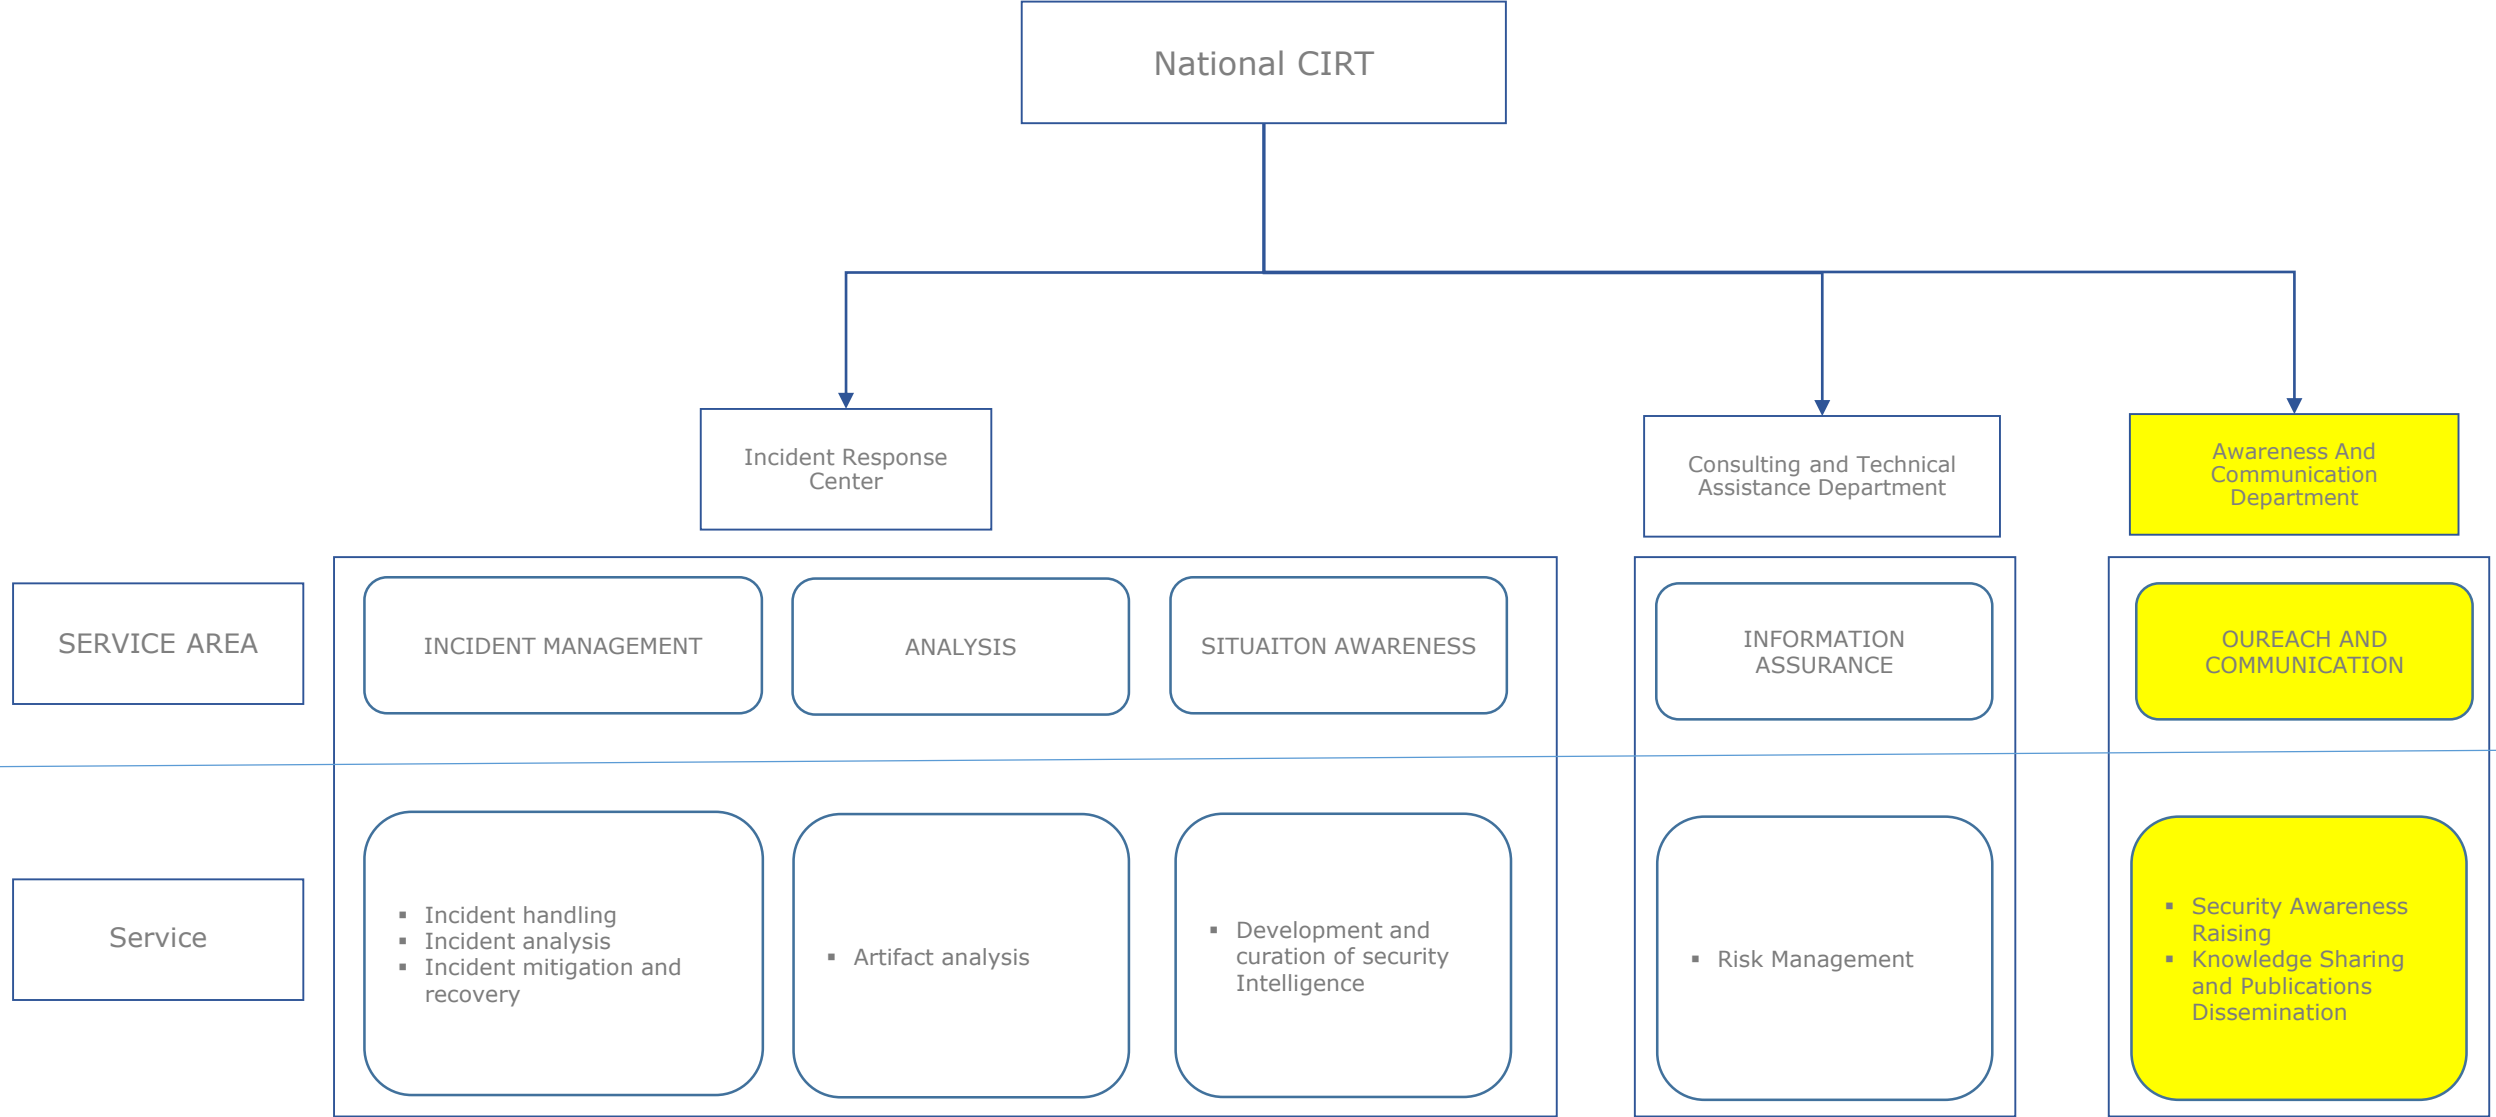 National CIRT
Incident Response
Center
Consulting and Technical
Assistance Department
Awareness And
Communication
Department
SERVICE AREA
INCIDENT MANAGEMENT
ANALYSIS
SITUAITON AWARENESS
INFORMATION
ASSURANCE
OUREACH AND
COMMUNICATION
Service
▪ Incident handling
▪ Incident analysis
▪ Incident mitigation and
recovery
▪ Artifact analysis
▪ Development and
curation of security
Intelligence
▪ Risk Management
▪ Security Awareness
Raising
▪ Knowledge Sharing
and Publications
Dissemination